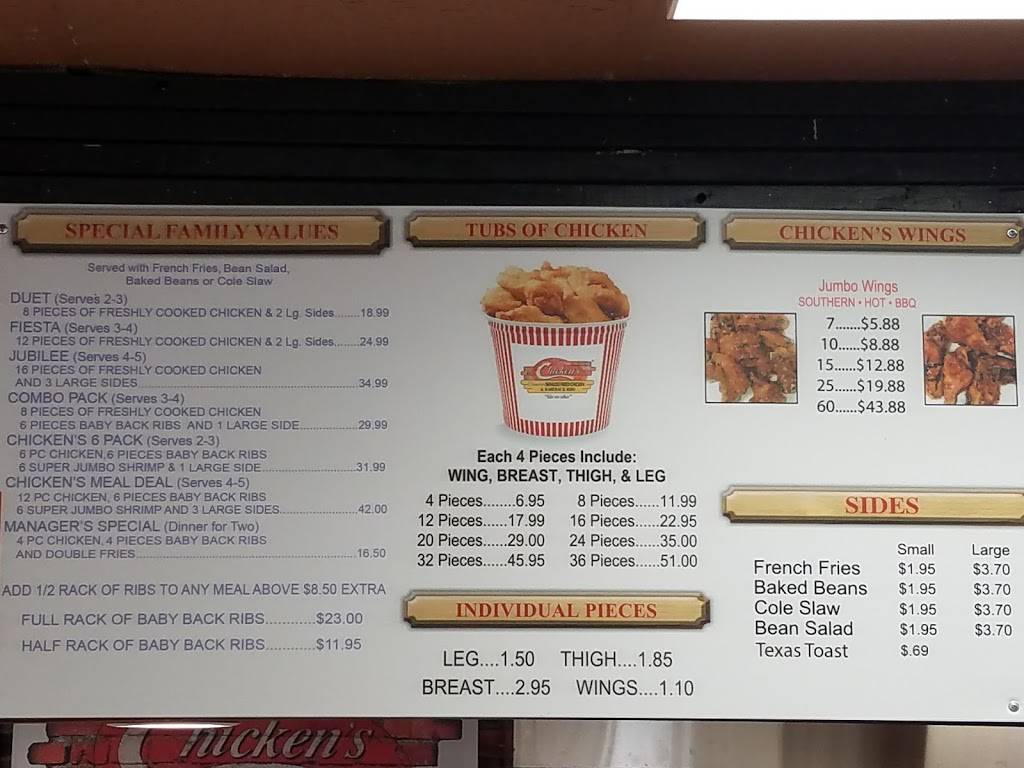 SPECIAL FAMILY VALUES
Served with French Fries, Bean Salad,
Baked Beans or Cole Slaw
DUET (Serves 2-3)
8 PIECES OF FRESHLY COOKED CHICKEN & 2 Lg. Sides.......18.99
FIESTA (Serves 3-4)
12 PIECES OF FRESHLY COOKED CHICKEN & 2 Lg. Sides.......24.99
JUBILEE (Serves 4-5)
16 PIECES OF FRESHLY COOKED CHICKEN
AND 3 LARGE SIDES..........34.99
COMBO PACK (Serves 3-4)
8 PIECES OF FRESHLY COOKED CHICKEN
6 PIECES BABY BACK RIBS AND 1 LARGE SIDE..........29.99
CHICKEN'S 6 PACK (Serves 2-3)
6 PC CHICKEN, 6 PIECES BABY BACK RIBS
6 SUPER JUMBO SHRIMP & 1 LARGE SIDE..........31.99
CHICKEN'S MEAL DEAL (Serves 4-5)
12 PC CHICKEN, 6 PIECES BABY BACK RIBS
6 SUPER JUMBO SHRIMP AND 3 LARGE SIDES..........42.00
MANAGER'S SPECIAL (Dinner for Two)
4 PC CHICKEN, 4 PIECES BABY BACK RIBS
AND DOUBLE FRIES..........16.50
ADD 1/2 RACK OF RIBS TO ANY MEAL ABOVE $8.50 EXTRA
FULL RACK OF BABY BACK RIBS............$23.00
HALF RACK OF BABY BACK RIBS............$11.95
TUBS OF CHICKEN
Chicken's
Each 4 Pieces Include:
WING, BREAST, THIGH, & LEG
4 Pieces.......6.95 8 Pieces......11.99
12 Pieces.....17.99 16 Pieces.....22.95
20 Pieces.....29.00 24 Pieces......35.00
32 Pieces.....45.95 36 Pieces......51.00
INDIVIDUAL PIECES
LEG....1.50 THIGH....1.85
BREAST....2.95 WINGS....1.10
CHICKEN'S WINGS
Jumbo Wings
SOUTHERN • HOT • BBQ
7.......$5.88
10......$8.88
15......$12.88
25......$19.88
60......$43.88
SIDES
Small Large
French Fries $1.95 $3.70
Baked Beans $1.95 $3.70
Cole Slaw $1.95 $3.70
Bean Salad $1.95 $3.70
Texas Toast $.69
Chicken's